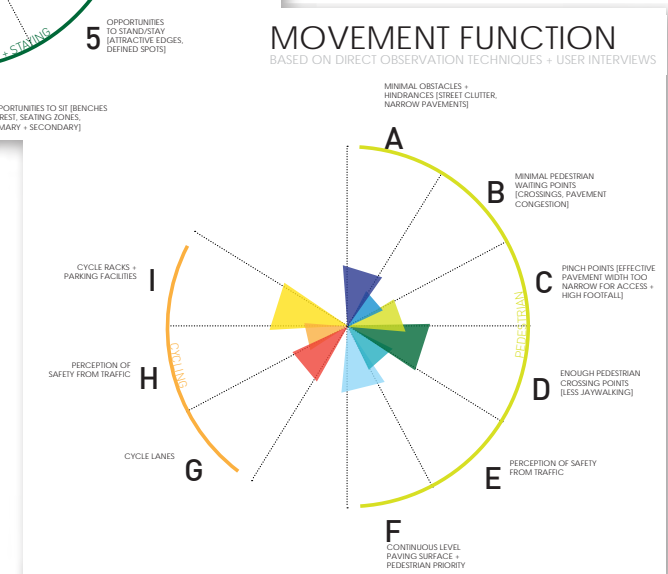 + STAYING
5
OPPORTUNITIES
TO STAND/STAY
[ATTRACTIVE EDGES,
DEFINED SPOTS]
PORTUNITIES TO SIT [BENCHES
REST, SEATING ZONES,
MARY + SECONDARY]
MOVEMENT FUNCTION
BASED ON DIRECT OBSERVATION TECHNIQUES + USER INTERVIEWS
MINIMAL OBSTACLES +
HINDRANCES [STREET CLUTTER,
NARROW PAVEMENTS]
A
B
MINIMAL PEDESTRIAN
WAITING POINTS
[CROSSINGS, PAVEMENT
CONGESTION]
C
PINCH POINTS [EFFECTIVE
PAVEMENT WIDTH TOO
NARROW FOR ACCESS +
HIGH FOOTFALL]
PEDESTRIAN
D
ENOUGH PEDESTRIAN
CROSSING POINTS
[LESS JAYWALKING]
E
PERCEPTION OF SAFETY
FROM TRAFFIC
F
CONTINUOUS LEVEL
PAVING SURFACE +
PEDESTRIAN PRIORITY
CYCLE LANES
G
PERCEPTION OF
SAFETY FROM TRAFFIC
H
CYCLING
CYCLE RACKS +
PARKING FACILITIES
I